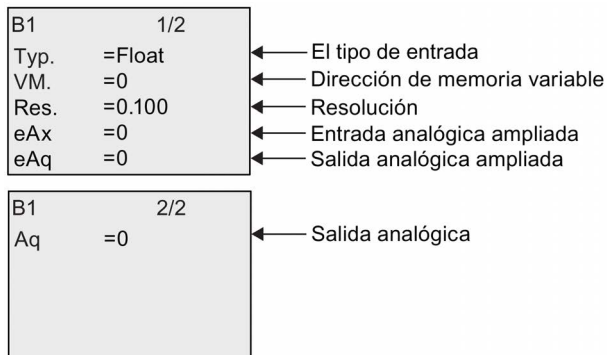 B1 1/2
Typ. =Float El tipo de entrada
VM. =0 Dirección de memoria variable
Res. =0.100 Resolución
eAx =0 Entrada analógica ampliada
eAq =0 Salida analógica ampliada
B1 2/2
Aq =0 Salida analógica